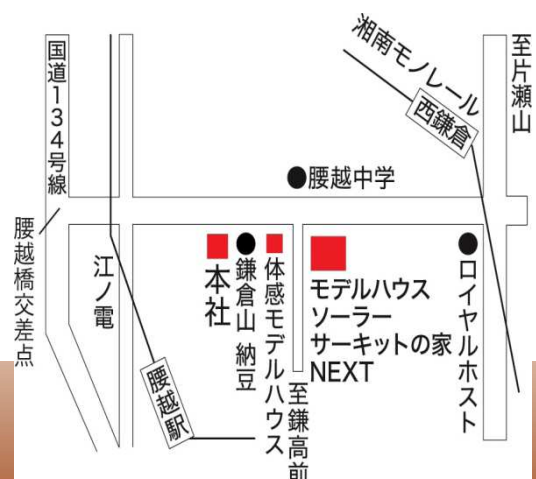 国道134号線
腰越橋交差点
江ノ電
腰越駅
本社
鎌倉山 納豆
体感モデルハウス
至鎌高前
腰越中学
湘南モノレール
西鎌倉
至片瀬山
モデルハウス
ソーラー
サーキットの家
NEXT
ロイヤルホスト